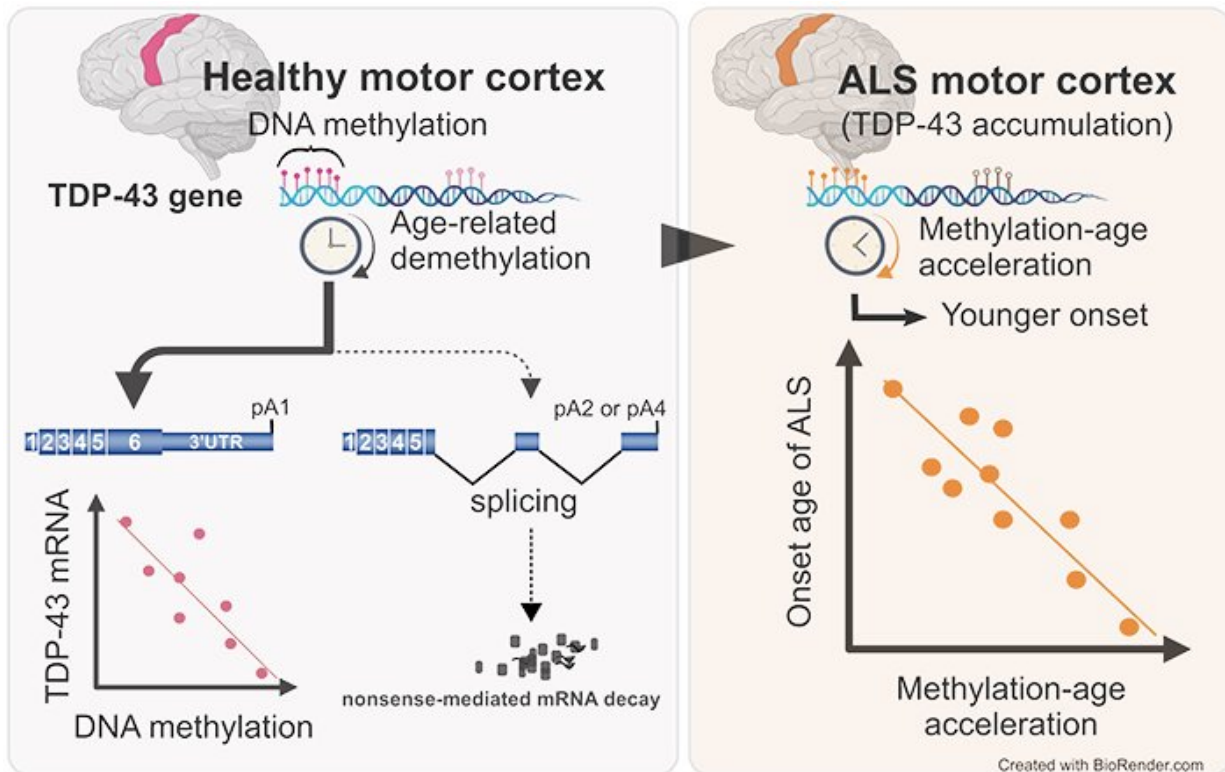 Healthy motor cortex
DNA methylation
TDP-43 gene
Age-related
demethylation
pA1
1 2 3 4 5 6 3'UTR
pA2 or pA4
1 2 3 4 5
splicing
TDP-43 mRNA
DNA methylation
nonsense-mediated mRNA decay
ALS motor cortex
(TDP-43 accumulation)
Methylation-age
acceleration
Younger onset
Onset age of ALS
Methylation-age
acceleration
Created with BioRender.com